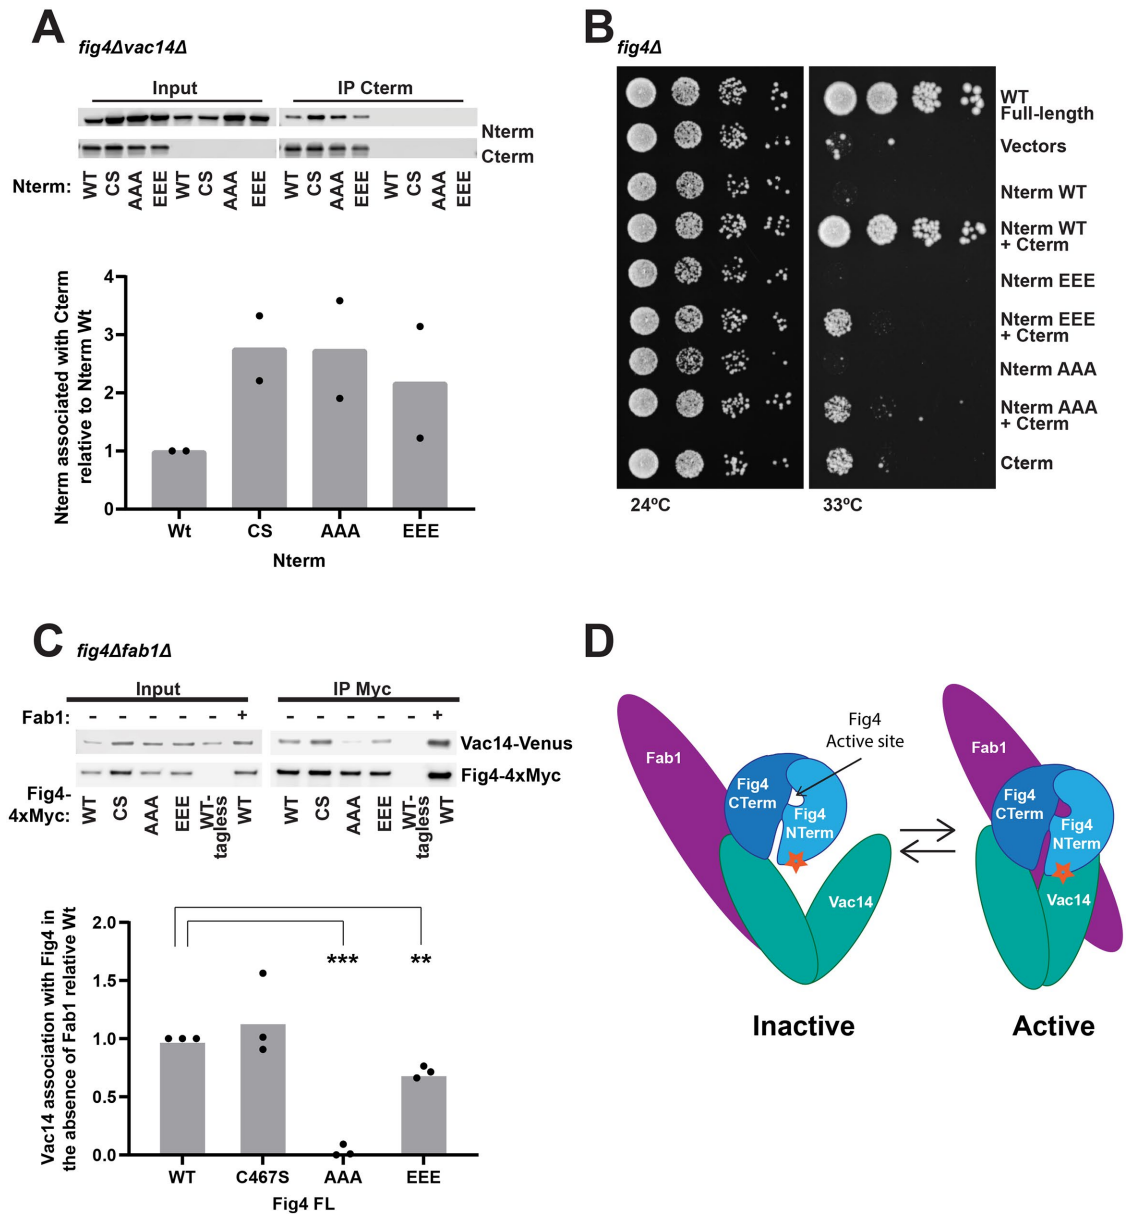 A
fig4Δvac14Δ
Input
IP Cterm
Nterm
Cterm
Nterm:
WT
CS
AAA
EEE
WT
CS
AAA
EEE
WT
CS
AAA
EEE
WT
CS
AAA
EEE
Nterm associated with Cterm
relative to Nterm Wt
4
3
2
1
0
Wt
CS
AAA
EEE
Nterm
B
fig4Δ
WT
Full-length
Vectors
Nterm WT
Nterm WT
+ Cterm
Nterm EEE
Nterm EEE
+ Cterm
Nterm AAA
Nterm AAA
+ Cterm
Cterm
24ºC
33ºC
C
fig4Δfab1Δ
Input
IP Myc
Fab1:
- - - - - +
- - - - - +
Vac14-Venus
Fig4-4xMyc
Fig4-
4xMyc:
WT
CS
AAA
EEE
WT-
tagless
WT
WT
CS
AAA
EEE
WT-
tagless
WT
Vac14 association with Fig4 in
the absence of Fab1 relative Wt
2.0
1.5
1.0
0.5
0.0
***
**
WT
C467S
AAA
EEE
Fig4 FL
D
Fig4
Active site
Fab1
Fig4
CTerm
Fig4
NTerm
Vac14
Inactive
Fab1
Fig4
CTerm
Fig4
NTerm
Vac14
Active